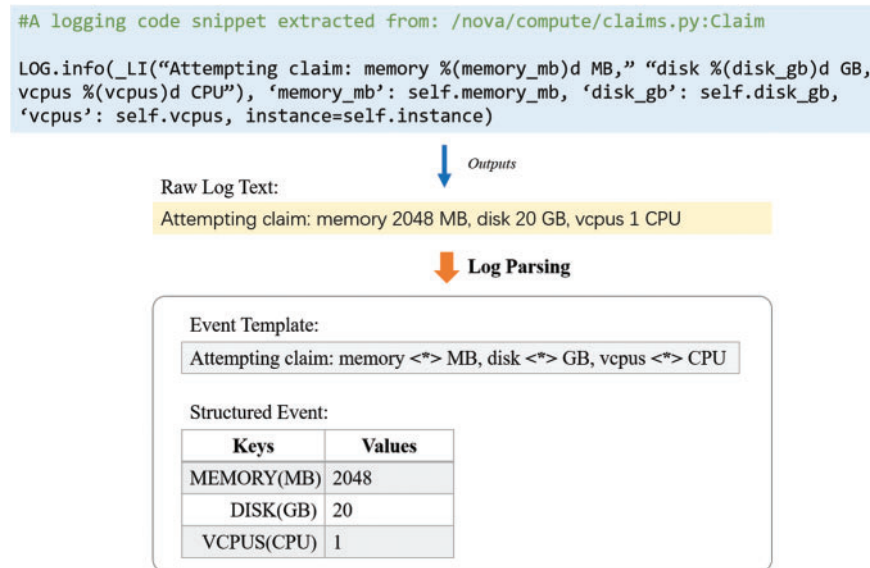 #A logging code snippet extracted from: /nova/compute/claims.py:Claim
LOG.info(_LI(“Attempting claim: memory %(memory_mb)d MB,” “disk %(disk_gb)d GB,
vcpus %(vcpus)d CPU”), ‘memory_mb’: self.memory_mb, ‘disk_gb’: self.disk_gb,
‘vcpus’: self.vcpus, instance=self.instance)
Outputs
Raw Log Text:
Attempting claim: memory 2048 MB, disk 20 GB, vcpus 1 CPU
Log Parsing
Event Template:
Attempting claim: memory <*> MB, disk <*> GB, vcpus <*> CPU
Structured Event:
Keys Values
MEMORY(MB) 2048
DISK(GB) 20
VCPUS(CPU) 1